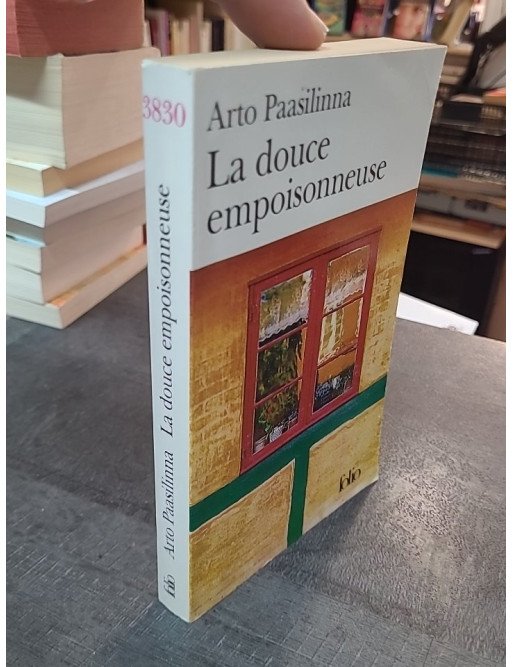 3830
Arto Paasilinna
La douce
empoisonneuse
folio
folio Arto Paasilinna La douce empoisonneuse